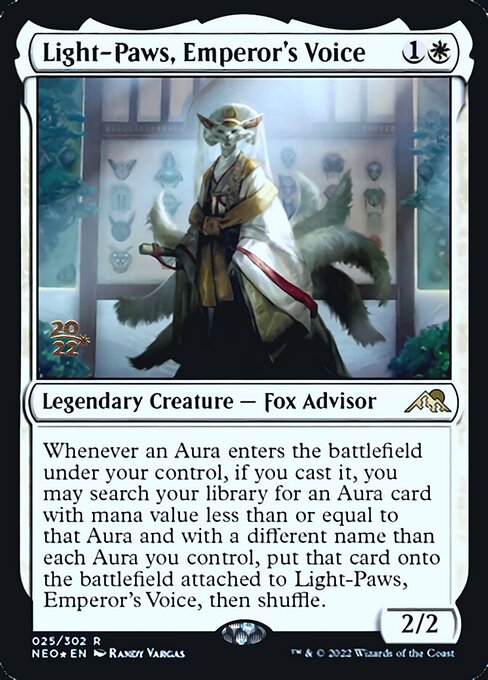 Light-Paws, Emperor's Voice 1
20
22
Legendary Creature — Fox Advisor
Whenever an Aura enters the battlefield
under your control, if you cast it, you
may search your library for an Aura card
with mana value less than or equal to
that Aura and with a different name than
each Aura you control, put that card onto
the battlefield attached to Light-Paws,
Emperor's Voice, then shuffle.
2/2
025/302 R
NEO★EN Randy Vargas
™ & © 2022 Wizards of the Coast